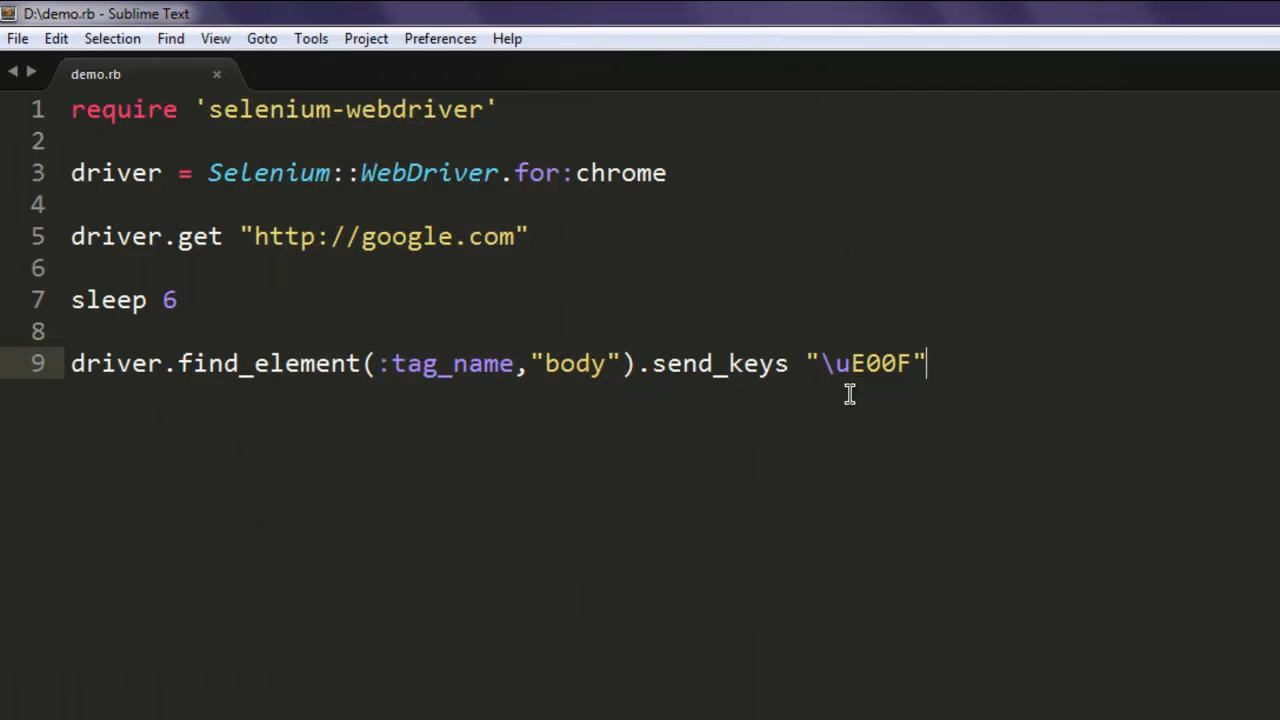 D:\demo.rb - Sublime Text
File Edit Selection Find View Goto Tools Project Preferences Help
demo.rb ×
1 require 'selenium-webdriver'
2
3 driver = Selenium::WebDriver.for:chrome
4
5 driver.get "http://google.com"
6
7 sleep 6
8
9 driver.find_element(:tag_name,"body").send_keys "\uE00F"